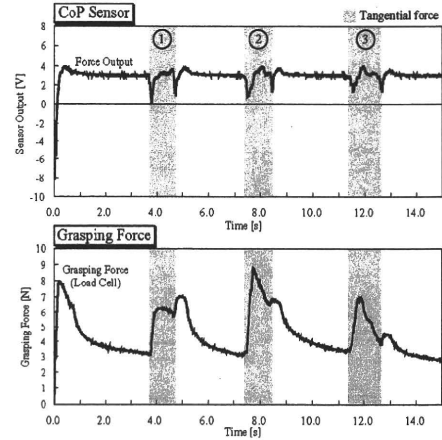 CoP Sensor
Tangential force
8
6
4
2
0
-2
-4
-6
-8
-10
Sensor Output [V]
Force Output
1
2
3
0.0 2.0 4.0 6.0 8.0 10.0 12.0 14.0
Time [s]
Grasping Force
10
9
8
7
6
5
4
3
2
1
0
Grasping Force [N]
Grasping Force
(Load Cell)
0.0 2.0 4.0 6.0 8.0 10.0 12.0 14.0
Time [s]